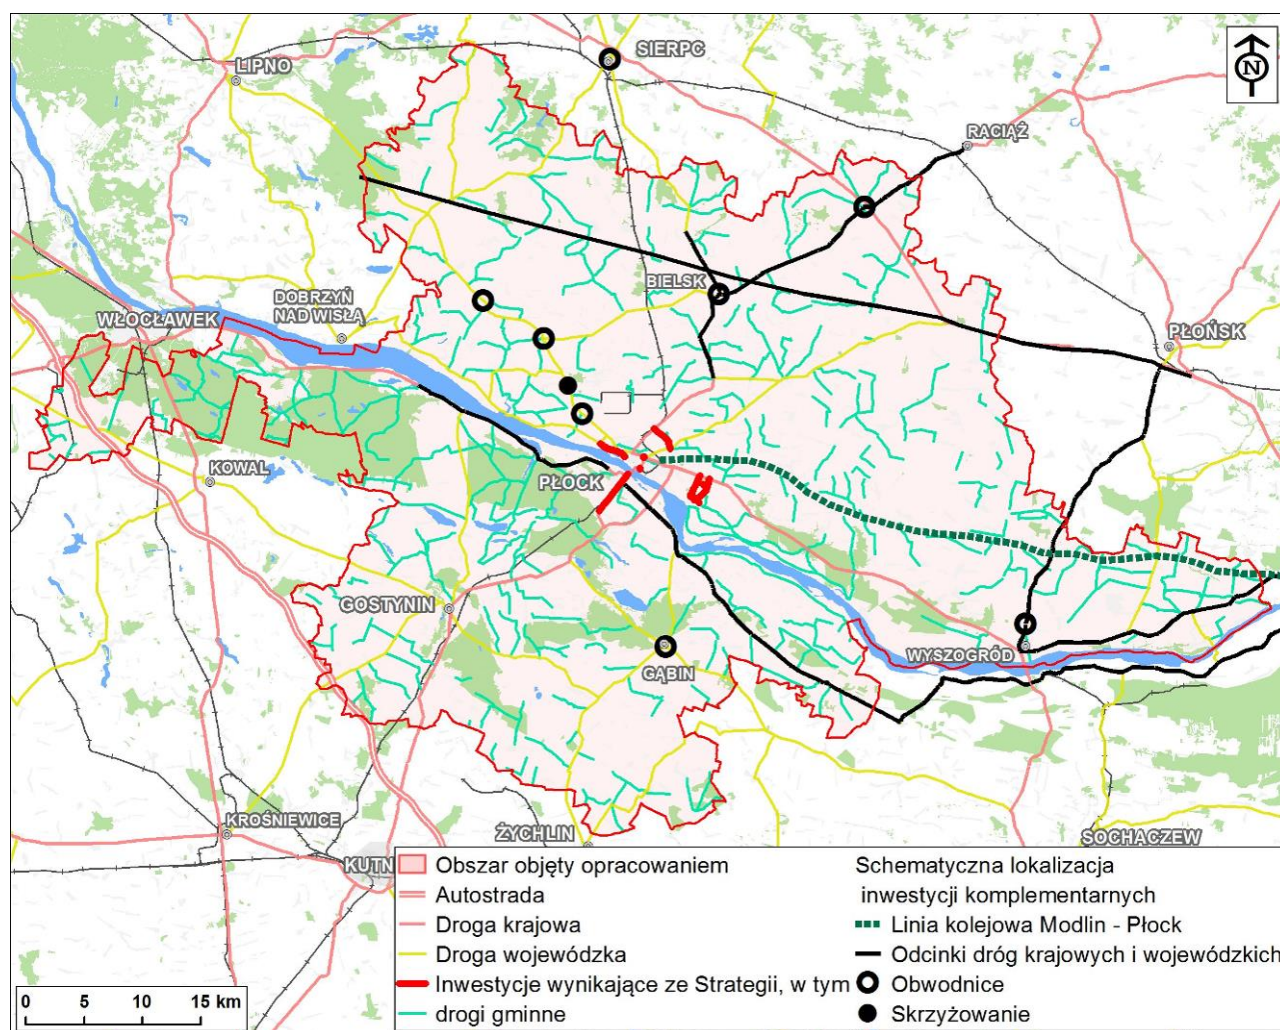 N
SIERPC
LIPNO
RACIĄŻ
BIELSK
DOBRZYŃ
NAD WISŁĄ
WŁOCŁAWEK
PŁOŃSK
KOWAL
PŁOCK
GOSTYNIN
WYSZOGRÓD
GĄBIN
KROŚNIEWICE
ŻYCHLIN
SOCHACZEW
KUTN
Obszar objęty opracowaniem
Autostrada
Droga krajowa
Droga wojewódzka
Inwestycje wynikające ze Strategii, w tym
drogi gminne
Schematyczna lokalizacja
inwestycji komplementarnych
Linia kolejowa Modlin - Płock
Odcinki dróg krajowych i wojewódzkich
Obwodnice
Skrzyżowanie
0 5 10 15 km